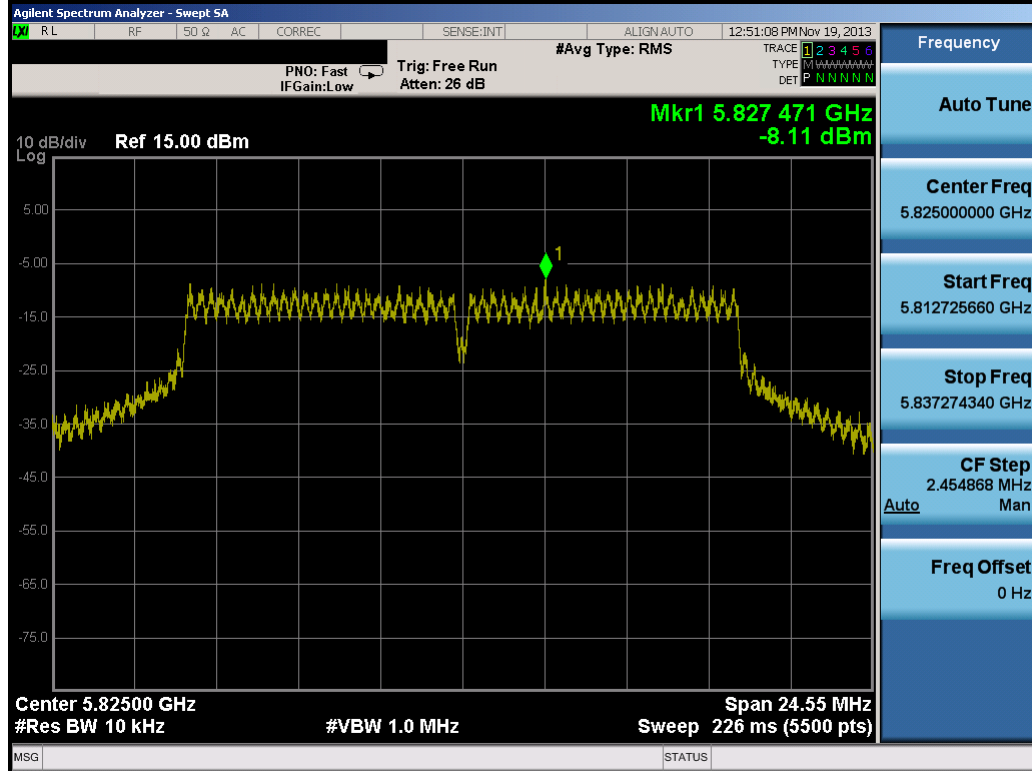 Agilent Spectrum Analyzer - Swept SA
LXI RL RF 50 Ω AC CORREC SENSE:INT ALIGN AUTO 12:51:08 PM Nov 19, 2013
Frequency
#Avg Type: RMS
TRACE 1 2 3 4 5 6
PNO: Fast
Trig: Free Run
TYPE M WWWWW
IFGain:Low
Atten: 26 dB
DET P N N N N N
Auto Tune
Mkr1 5.827 471 GHz
-8.11 dBm
10 dB/div Ref 15.00 dBm
Log
Center Freq
5.825000000 GHz
5.00
1
-5.00
Start Freq
5.812725660 GHz
-15.0
-25.0
Stop Freq
5.837274340 GHz
-35.0
-45.0
CF Step
2.454868 MHz
Auto Man
-55.0
Freq Offset
0 Hz
-65.0
-75.0
Center 5.82500 GHz
Span 24.55 MHz
#Res BW 10 kHz
#VBW 1.0 MHz
Sweep 226 ms (5500 pts)
MSG
STATUS